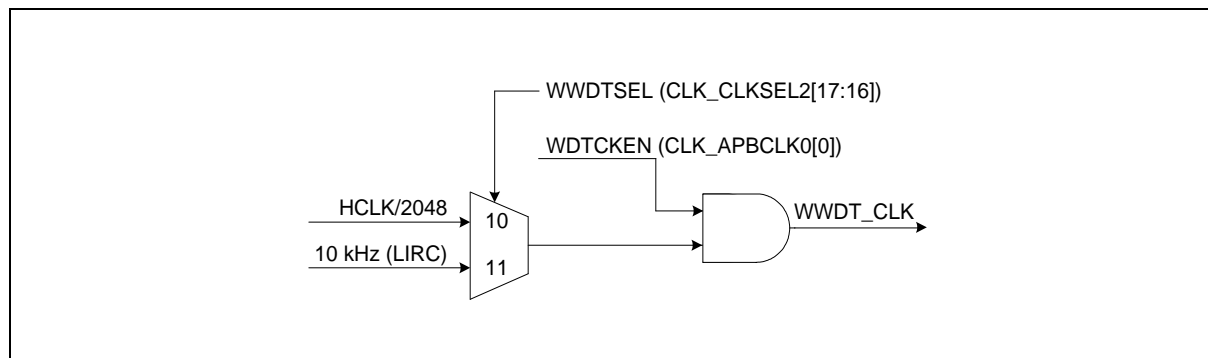 WWDTSEL (CLK_CLKSEL2[17:16])
WDTCKEN (CLK_APBCLK0[0])
HCLK/2048
10
WWDT_CLK
10 kHz (LIRC)
11